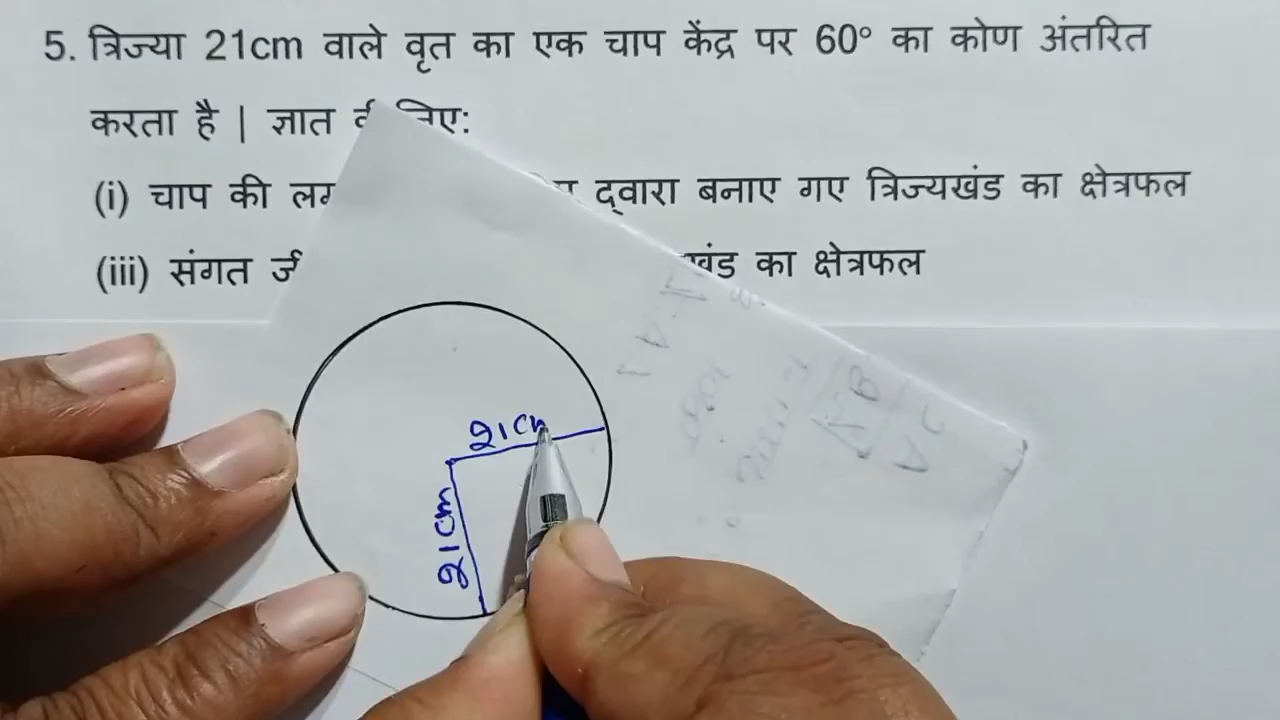 5. त्रिज्या 21cm वाले वृत का एक चाप केंद्र पर 60° का कोण अंतरित
करता है | ज्ञात
(i) चाप की द्वारा बनाए गए त्रिज्यखंड का क्षेत्रफल
(iii) संगत का क्षेत्रफल
21cm
21cm